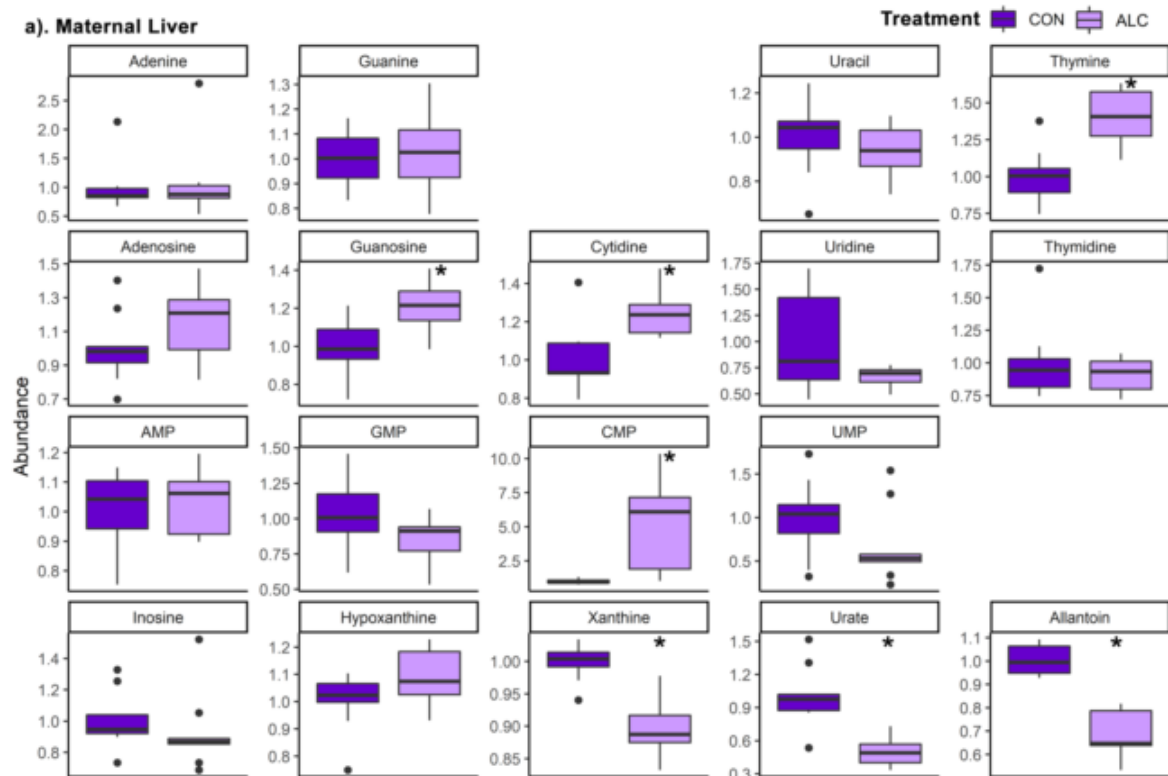 a). Maternal Liver
Treatment CON ALC
Adenine Guanine Uracil Thymine
2.5 2.0 1.5 1.0 0.5
1.3 1.2 1.1 1.0 0.9 0.8
1.2 1.0 0.8
1.50 1.25 1.00 0.75
*
Adenosine Guanosine Cytidine Uridine Thymidine
1.5 1.3 1.1 0.9 0.7
1.4 1.2 1.0 0.8
*
1.4 1.2 1.0 0.8
*
1.75 1.50 1.25 1.00 0.75 0.50
1.75 1.50 1.25 1.00 0.75
Abundance
AMP GMP CMP UMP
1.2 1.1 1.0 0.9 0.8
1.50 1.25 1.00 0.75 0.50
10.0 7.5 5.0 2.5
*
1.5 1.0 0.5
Inosine Hypoxanthine Xanthine Urate Allantoin
1.4 1.2 1.0 0.8
1.2 1.1 1.0 0.9 0.8
1.00 0.95 0.90 0.85
*
1.5 1.2 0.9 0.6 0.3
*
1.1 1.0 0.9 0.8 0.7 0.6
*